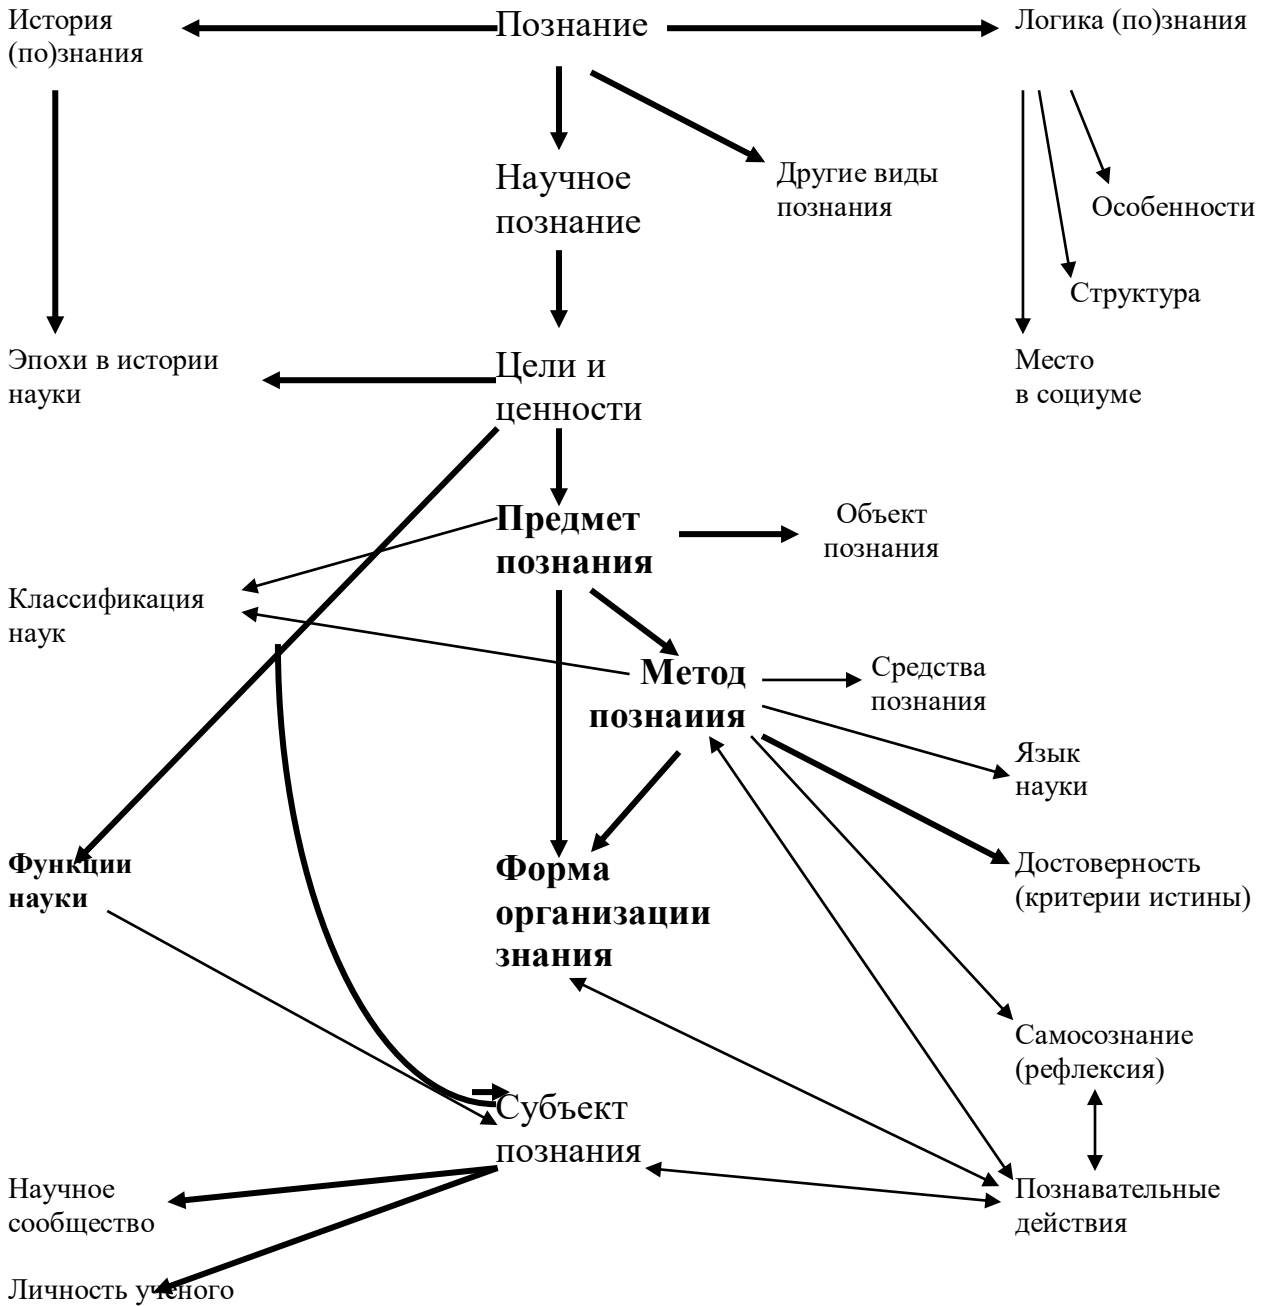 История
(по)знания
Познание
Логика (по)знания
Научное
познание
Другие виды
познания
Особенности
Структура
Эпохи в истории
науки
Цели и
ценности
Место
в социуме
Предмет
познания
Объект
познания
Классификация
наук
Метод
познаиия
Средства
познания
Язык
науки
Функции
науки
Форма
организации
знания
Достоверность
(критерии истины)
Самосознание
(рефлексия)
Субъект
познания
Научное
сообщество
Познавательные
действия
Личность ученого